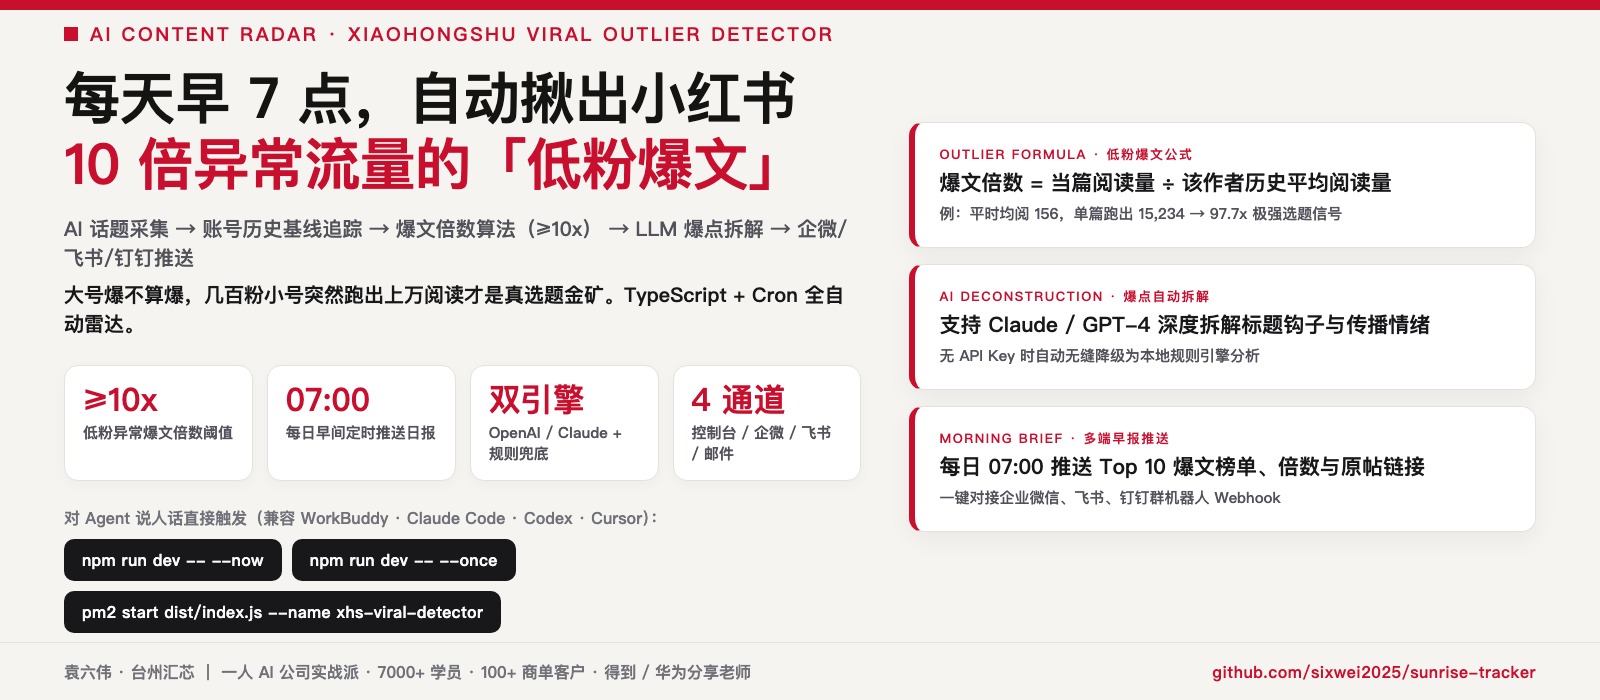 AI CONTENT RADAR · XIAOHONGSHU VIRAL OUTLIER DETECTOR
每天早 7 点，自动揪出小红书
10 倍异常流量的「低粉爆文」
AI 话题采集 → 账号历史基线追踪 → 爆文倍数算法（≥10x） → LLM 爆点拆解 → 企微/
飞书/钉钉推送
大号爆不算爆，几百粉小号突然跑出上万阅读才是真选题金矿。TypeScript + Cron 全自
动雷达。
≥10x
低粉异常爆文倍数阈值
07:00
每日早间定时推送日报
双引擎
OpenAI / Claude +
规则兜底
4 通道
控制台 / 企微 / 飞书
/ 邮件
对 Agent 说人话直接触发（兼容 WorkBuddy · Claude Code · Codex · Cursor）：
npm run dev -- --now
npm run dev -- --once
pm2 start dist/index.js --name xhs-viral-detector
OUTLIER FORMULA · 低粉爆文公式
爆文倍数 = 当篇阅读量 ÷ 该作者历史平均阅读量
例：平时均阅 156，单篇跑出 15,234 → 97.7x 极强选题信号
AI DECONSTRUCTION · 爆点自动拆解
支持 Claude / GPT-4 深度拆解标题钩子与传播情绪
无 API Key 时自动无缝降级为本地规则引擎分析
MORNING BRIEF · 多端早报推送
每日 07:00 推送 Top 10 爆文榜单、倍数与原帖链接
一键对接企业微信、飞书、钉钉群机器人 Webhook
袁六伟 · 台州汇芯 ｜ 一人 AI 公司实战派 · 7000+ 学员 · 100+ 商单客户 · 得到 / 华为分享老师
github.com/sixwei2025/sunrise-tracker